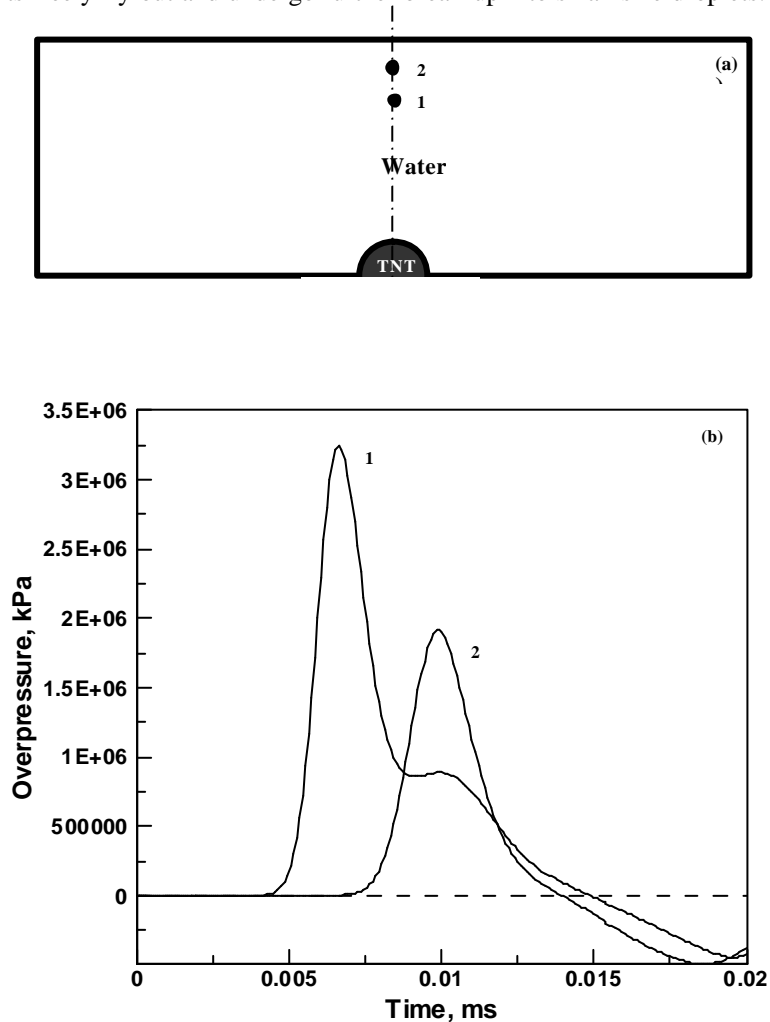 (a)
2
1
Water
TNT
3.5E+06
(b)
1
3E+06
2.5E+06
2E+06
2
1.5E+06
1E+06
500000
0
Overpressure, kPa
0 0.005 0.01 0.015 0.02
Time, ms